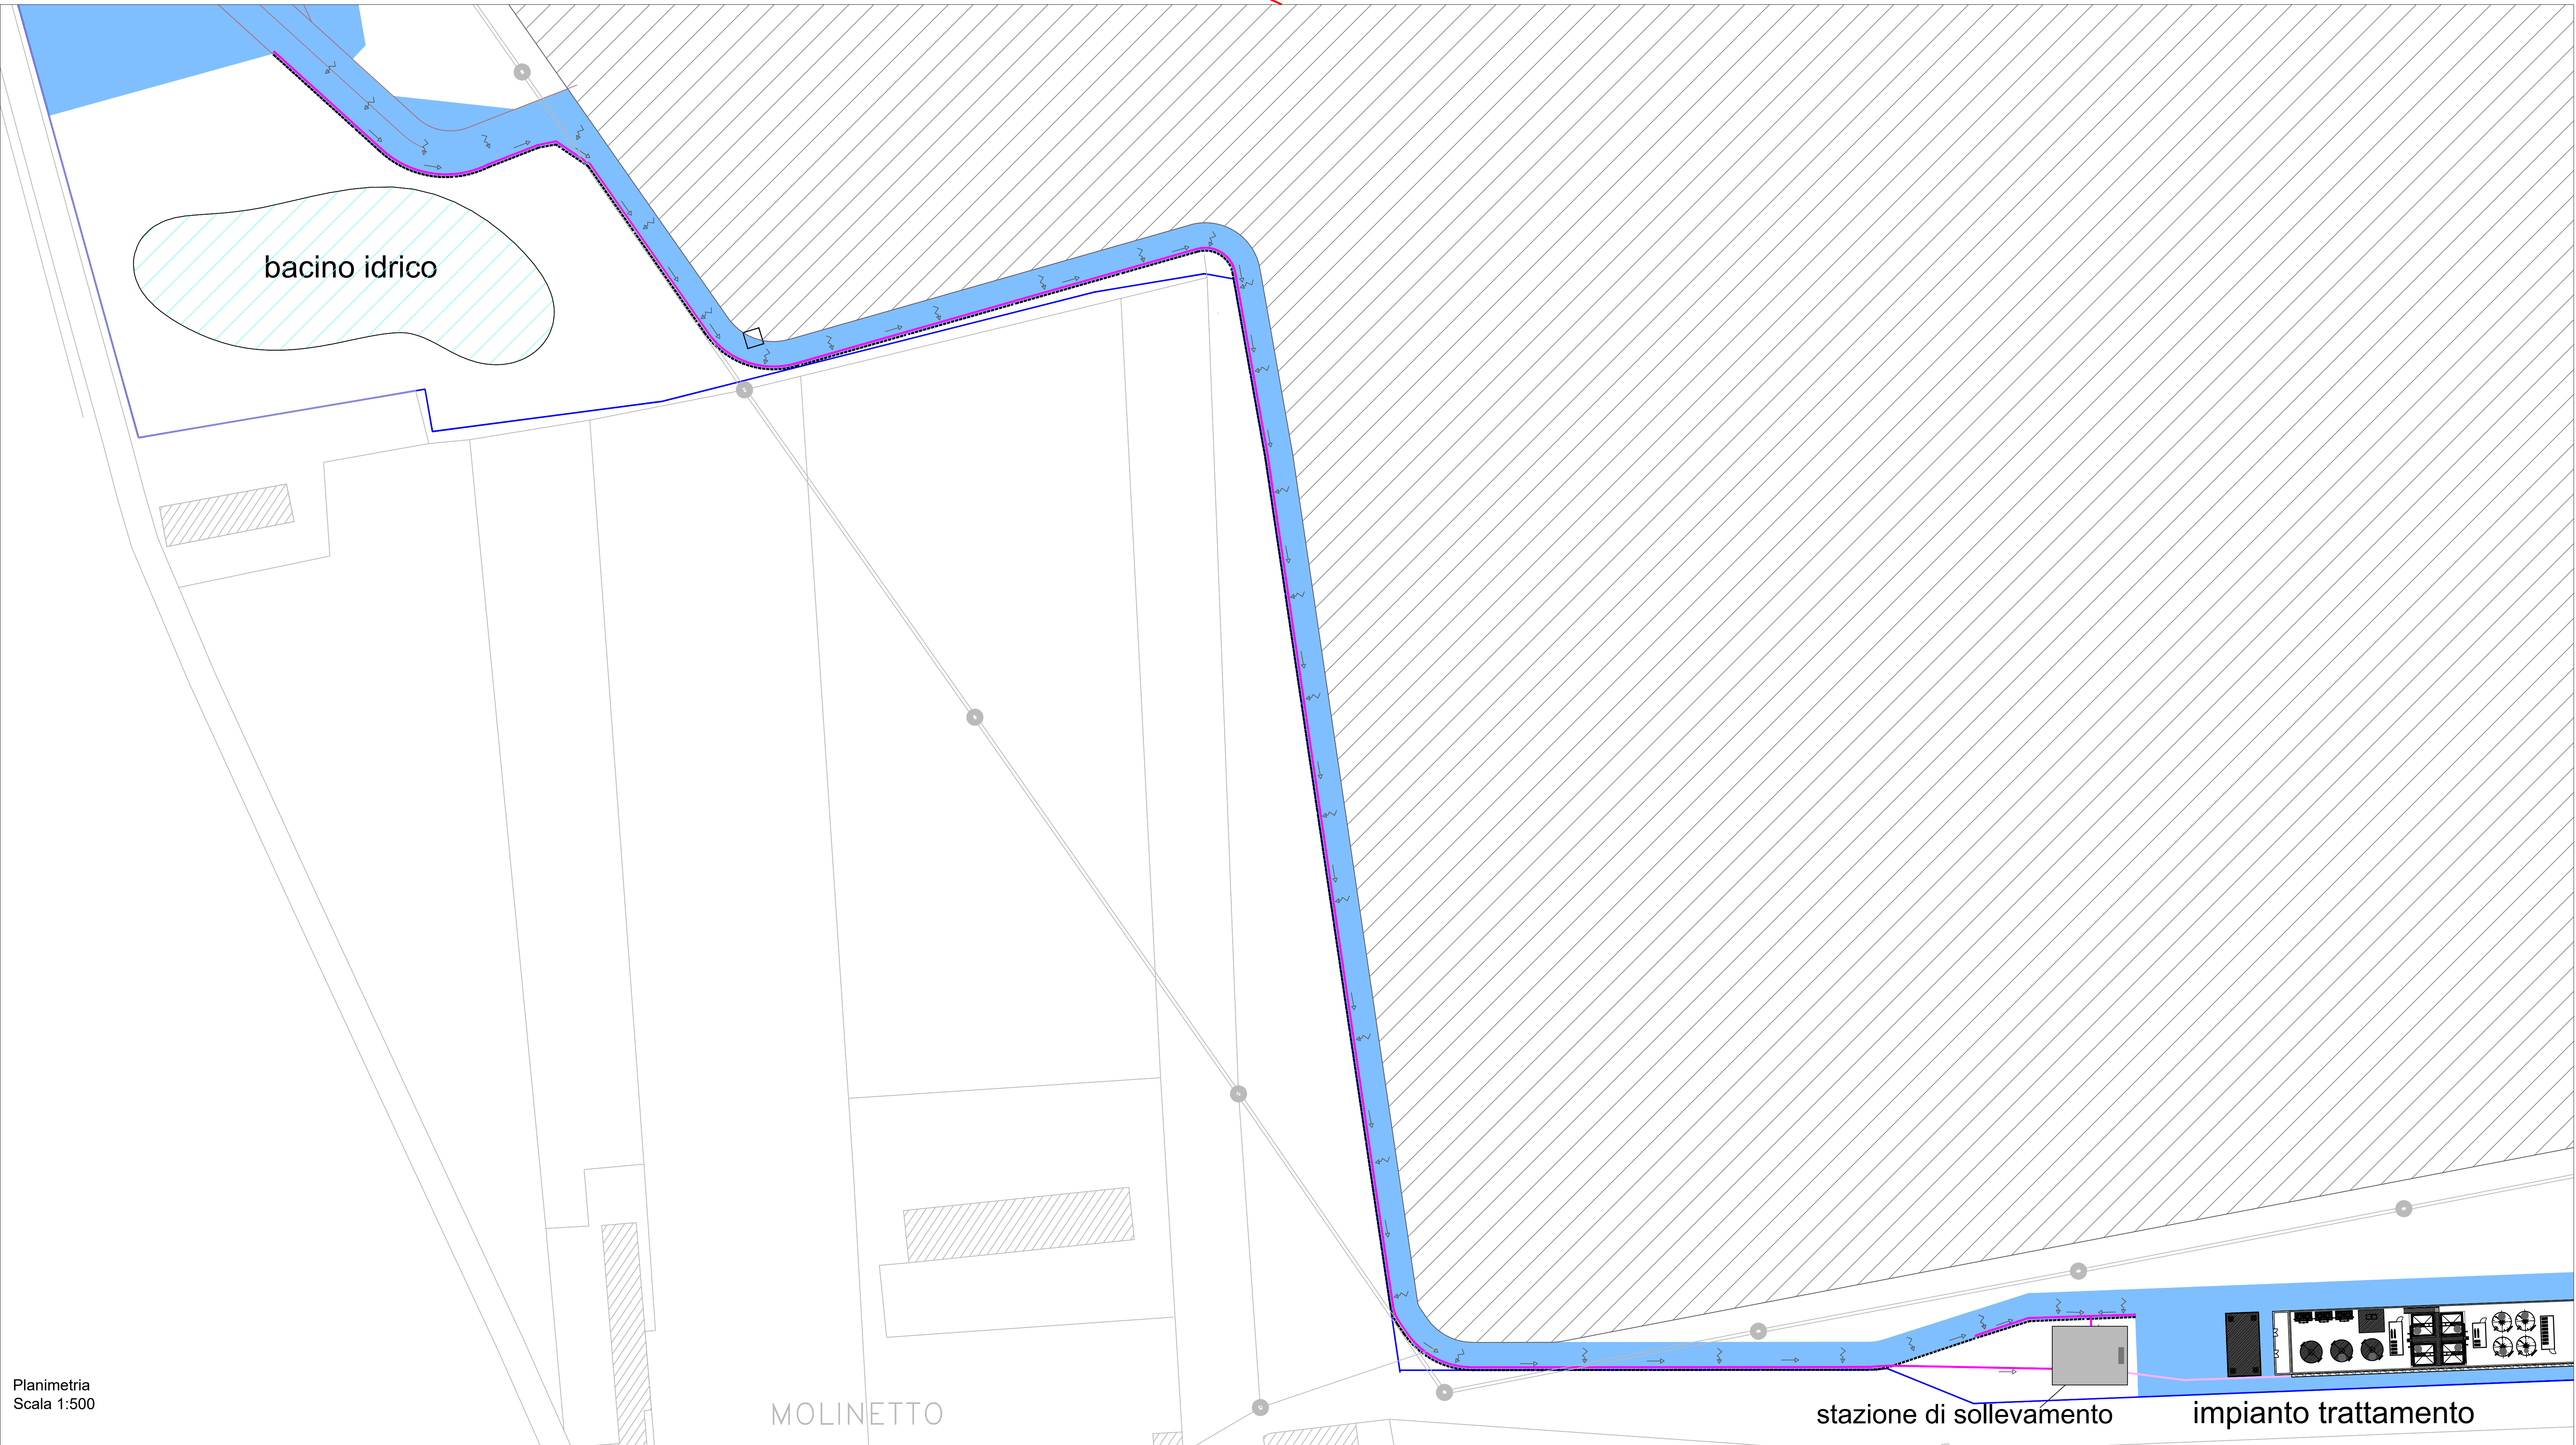 bacino idrico
Planimetria
Scala 1:500
MOLINETTO
stazione di sollevamento
impianto trattamento